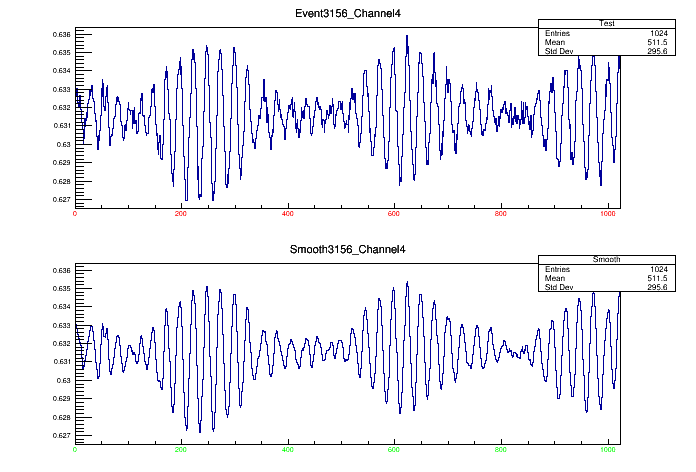 Event3156_Channel4
Test
Entries 1024
Mean 511.5
Std Dev 295.6
0.636
0.635
0.634
0.633
0.632
0.631
0.63
0.629
0.628
0.627
0 200 400 600 800 1000
Smooth3156_Channel4
Smooth
Entries 1024
Mean 511.5
Std Dev 295.6
0.636
0.635
0.634
0.633
0.632
0.631
0.63
0.629
0.628
0.627
0 200 400 600 800 1000